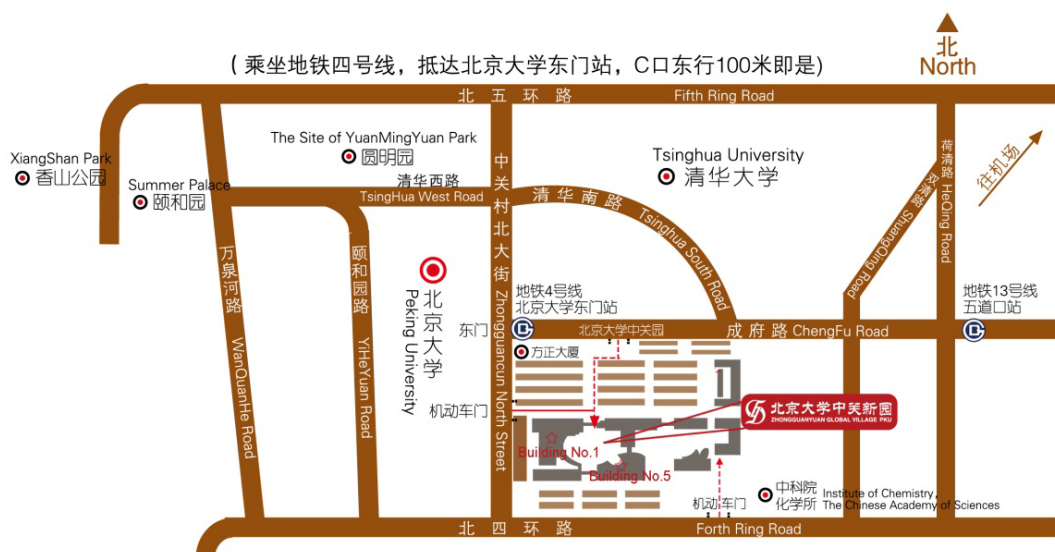 北
North
(乘坐地铁四号线，抵达北京大学东门站，C口东行100米即是)
北五环路 Fifth Ring Road
XiangShan Park
香山公园
Summer Palace
颐和园
The Site of YuanMingYuan Park
圆明园
清华西路
TsingHua West Road
中关村北大街 Zhongguancun North Street
清华南路 Tsinghua South Road
Tsinghua University
清华大学
荷清路 HeQing Road
双清路 ShuangQing Road
往机场
万泉河路 WanQuanHe Road
颐和园路 YiHeYuan Road
北京大学
Peking University
东门
地铁4号线
北京大学东门站
北京大学中关园
成府路 ChengFu Road
地铁13号线
五道口站
方正大厦
机动车门
北京大学中关新园
ZHONGGUANYUAN GLOBAL VILLAGE PKU
Building No.1
Building No.5
机动车门
中科院
化学所
Institute of Chemistry,
The Chinese Academy of Sciences
北四环路 Forth Ring Road